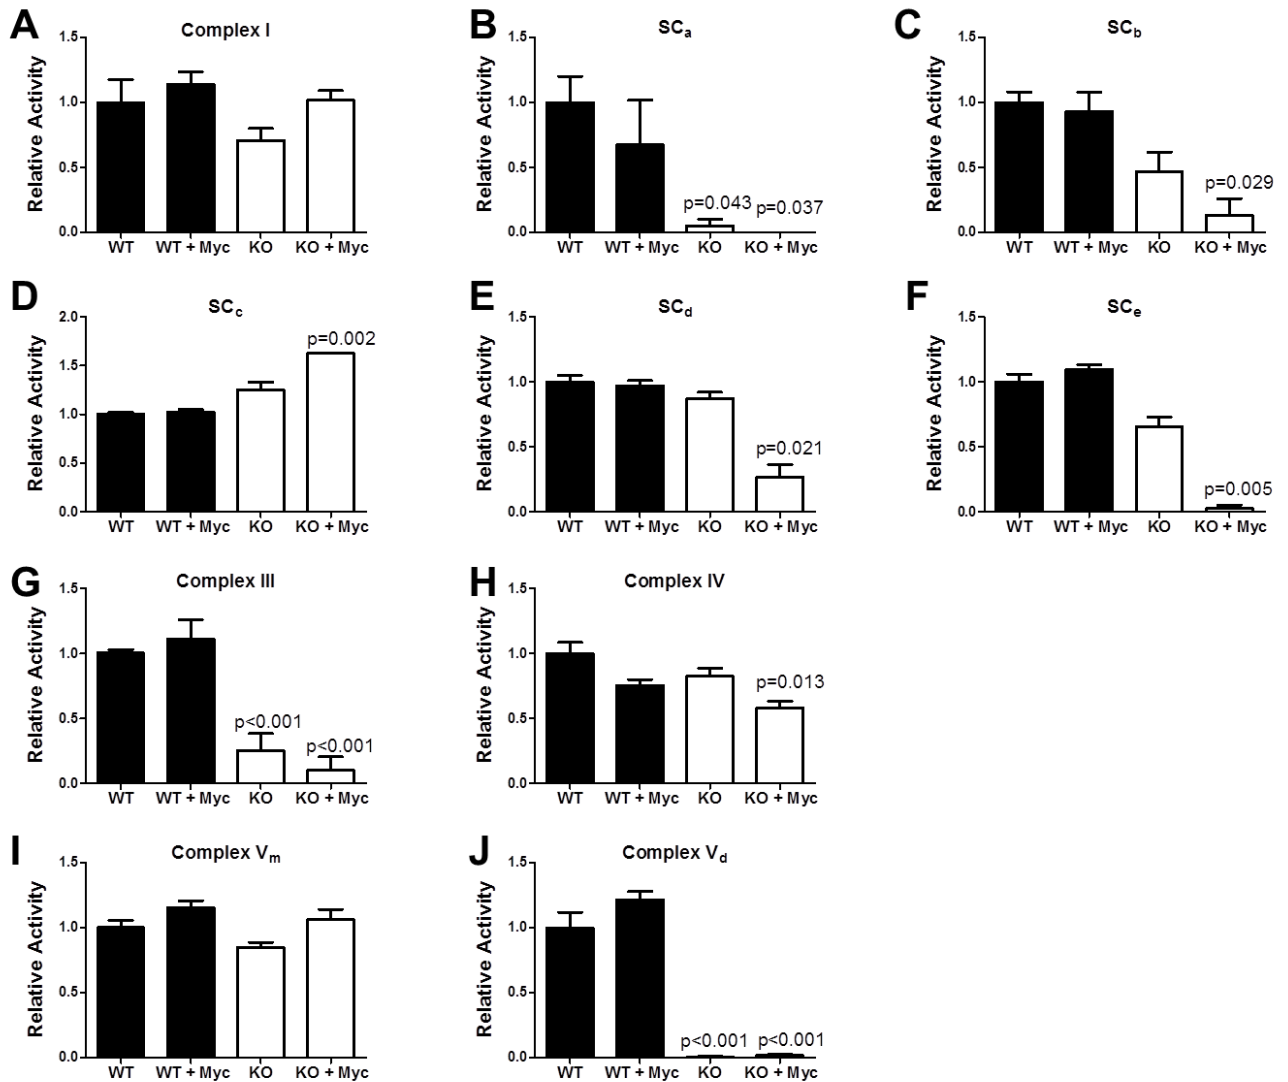 A
Complex I
Relative Activity
1.5
1.0
0.5
0.0
WT
WT + Myc
KO
KO + Myc
B
SCa
Relative Activity
1.5
1.0
0.5
0.0
p=0.043
p=0.037
WT
WT + Myc
KO
KO + Myc
C
SCb
Relative Activity
1.5
1.0
0.5
0.0
p=0.029
WT
WT + Myc
KO
KO + Myc
D
SCc
Relative Activity
2.0
1.5
1.0
0.5
0.0
p=0.002
WT
WT + Myc
KO
KO + Myc
E
SCd
Relative Activity
1.5
1.0
0.5
0.0
p=0.021
WT
WT + Myc
KO
KO + Myc
F
SCe
Relative Activity
1.5
1.0
0.5
0.0
p=0.005
WT
WT + Myc
KO
KO + Myc
G
Complex III
Relative Activity
1.5
1.0
0.5
0.0
p<0.001
p<0.001
WT
WT + Myc
KO
KO + Myc
H
Complex IV
Relative Activity
1.5
1.0
0.5
0.0
p=0.013
WT
WT + Myc
KO
KO + Myc
I
Complex Vm
Relative Activity
1.5
1.0
0.5
0.0
WT
WT + Myc
KO
KO + Myc
J
Complex Vd
Relative Activity
1.5
1.0
0.5
0.0
p<0.001
p<0.001
WT
WT + Myc
KO
KO + Myc